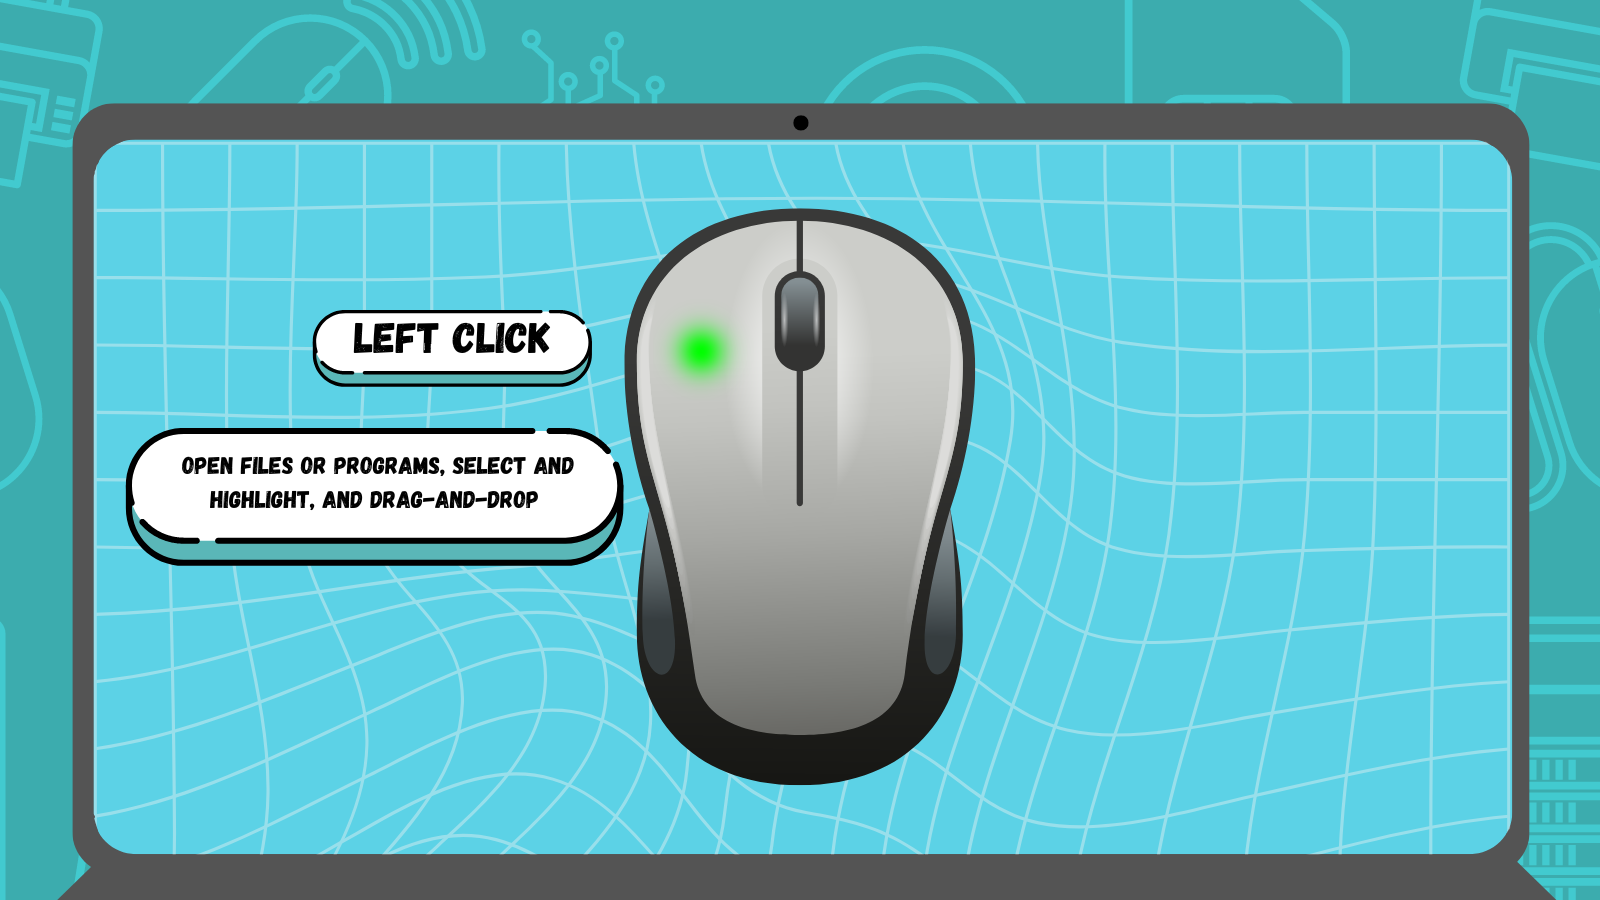 LEFT CLICK
OPEN FILES OR PROGRAMS, SELECT AND
HIGHLIGHT, AND DRAG-AND-DROP